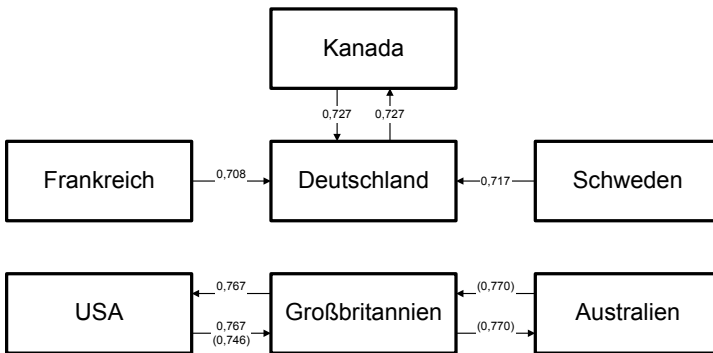 Kanada
0,727 0,727
Frankreich 0,708 Deutschland 0,717 Schweden
0,767 (0,770)
USA Großbritannien Australien
0,767 (0,770)
(0,746)